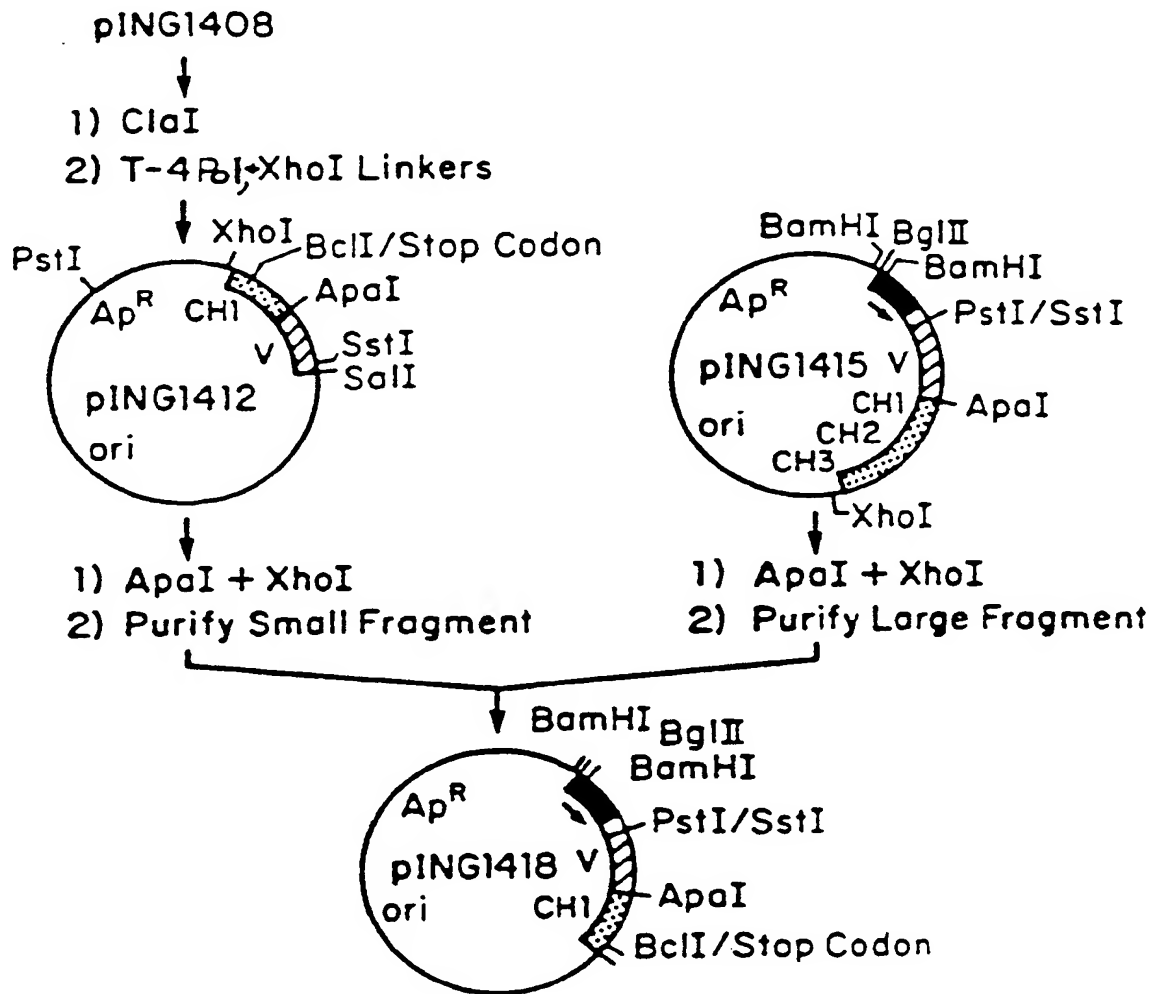 pING1408
1) ClaI
2) T-4 Pol, XhoI Linkers
PstI
XhoI
BclI/Stop Codon
ApaI
SstI
SalI
Ap^R
CH1
V
pING1412
ori
BamHI
BglII
BamHI
PstI/SstI
ApaI
XhoI
Ap^R
pING1415
V
CH1
CH2
CH3
ori
1) ApaI + XhoI
2) Purify Small Fragment
1) ApaI + XhoI
2) Purify Large Fragment
BamHI
BglII
BamHI
PstI/SstI
ApaI
BclI/Stop Codon
Ap^R
pING1418
V
CH1
ori